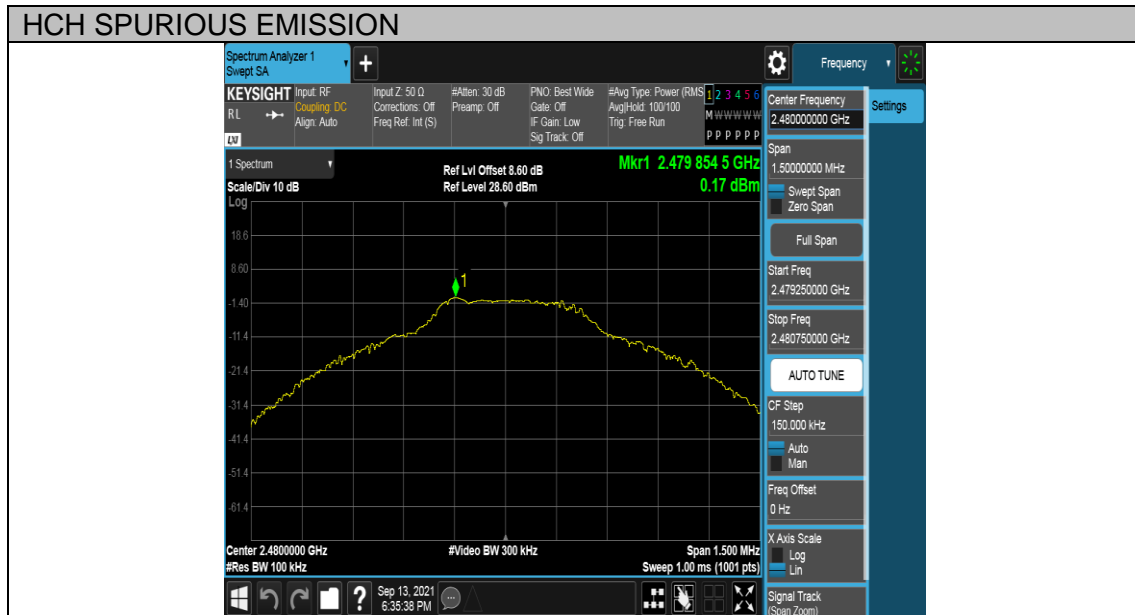 HCH SPURIOUS EMISSION
Spectrum Analyzer 1
Swept SA
+
Frequency
KEYSIGHT
RL
LXI
Input: RF
Coupling: DC
Align: Auto
Input Z: 50 Ω
Corrections: Off
Freq Ref: Int (S)
#Atten: 30 dB
Preamp: Off
PNO: Best Wide
Gate: Off
IF Gain: Low
Sig Track: Off
#Avg Type: Power (RMS
Avg|Hold: 100/100
Trig: Free Run
1 2 3 4 5 6
M W W W W W
P P P P P P
Center Frequency
2.480000000 GHz
Settings
Span
1.50000000 MHz
Swept Span
Zero Span
Full Span
Start Freq
2.479250000 GHz
Stop Freq
2.480750000 GHz
AUTO TUNE
CF Step
150.000 kHz
Auto
Man
Freq Offset
0 Hz
X Axis Scale
Log
Lin
Signal Track
(Span Zoom)
1 Spectrum
Scale/Div 10 dB
Log
Ref Lvl Offset 8.60 dB
Ref Level 28.60 dBm
Mkr1 2.479 854 5 GHz
0.17 dBm
18.6
8.60
-1.40
-11.4
-21.4
-31.4
-41.4
-51.4
-61.4
1
Center 2.4800000 GHz
#Res BW 100 kHz
#Video BW 300 kHz
Span 1.500 MHz
Sweep 1.00 ms (1001 pts)
?
Sep 13, 2021
6:35:38 PM